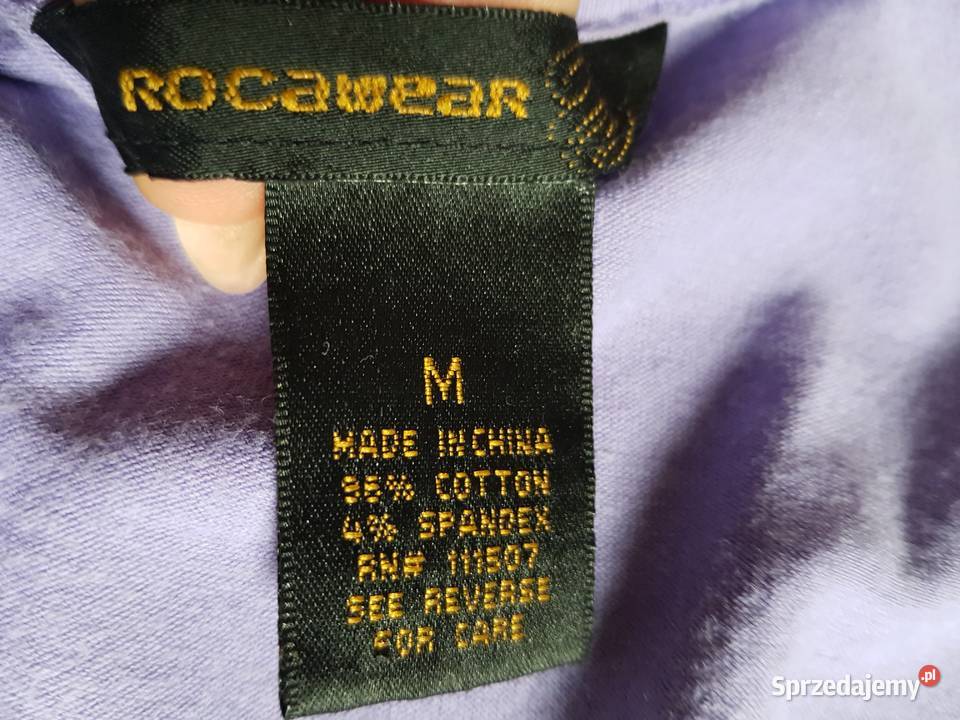 ROCaweaR
M
MADE IN CHINA
96% COTTON
4% SPANDEX
RN# 111507
SEE REVERSE
FOR CARE
Sprzedajemy.pl